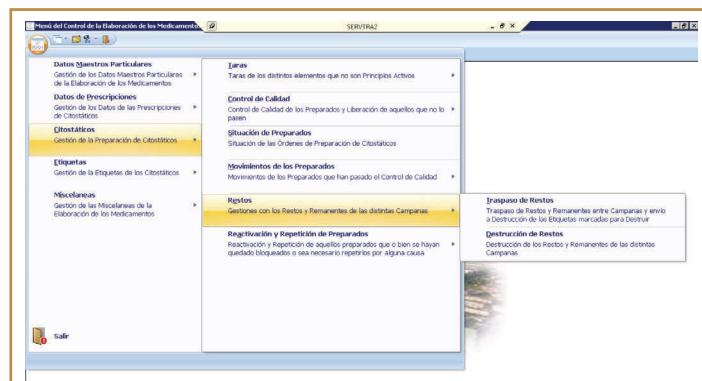 Menú del Control de la Elaboración de los Medicamento
SERVTRA2
Datos Maestros Particulares
Gestión de los Datos Maestros Particulares
de la Elaboración de los Medicamentos
Datos de Prescripciones
Gestión de los Datos de las Prescripciones
de Citostáticos
Citostáticos
Gestión de la Preparación de Citostáticos
Etiquetas
Gestión de la Etiquetas de los Citostáticos
Misceláneas
Gestión de las Misceláneas de la
Elaboración de los Medicamentos
Salir
Taras
Taras de los distintos elementos que no son Principios Activos
Control de Calidad
Control de Calidad de los Preparados y Liberación de aquellos que no lo
pasen
Situación de Preparados
Situación de las Órdenes de Preparación de Citostáticos
Movimientos de los Preparados
Movimientos de los Preparados que han pasado el Control de Calidad
Restos
Gestiones con los Restos y Remanentes de las distintas Campanas
Reactivación y Repetición de Preparados
Reactivación y Repetición de aquellos preparados que o bien se hayan
quedado bloqueados o sea necesario repetirlos por alguna causa
Traspaso de Restos
Traspaso de Restos y Remanentes entre Campanas y envío
a Destrucción de las Etiquetas marcadas para Destruir
Destrucción de Restos
Destrucción de los Restos y Remanentes de las distintas
Campanas